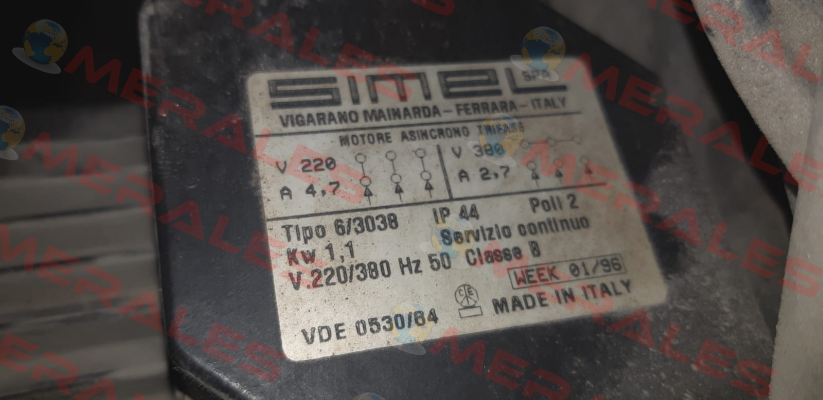 SIMEL SPA
VIGARANO MAINARDA - FERRARA - ITALY
MOTORE ASINCRONO TRIFASE
V 220 V 380
A 4,7 A 2,7
Tipo 6/3038 IP 44 Poli 2
Kw 1,1 Servizio continuo
V.220/380 Hz 50 Classe B
WEEK 01/96
VDE 0530/84 MADE IN ITALY
MERALES